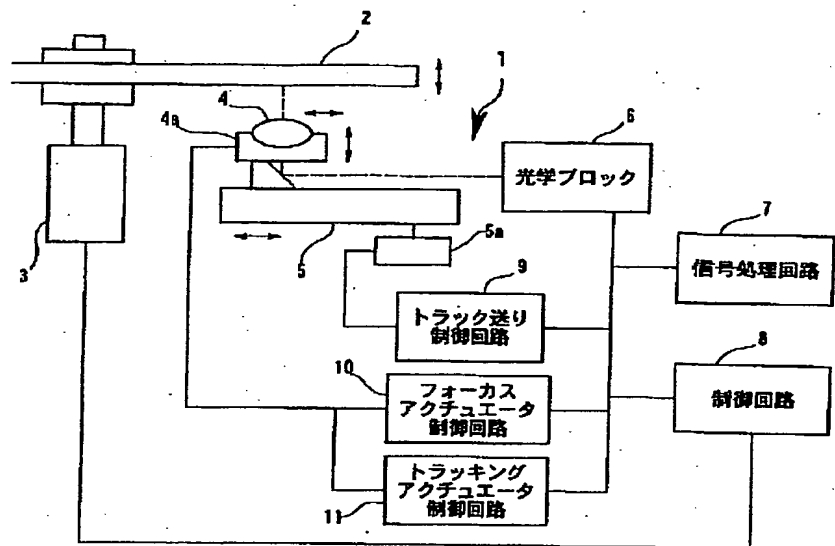 2
1
4
4a
6
光学ブロック
7
5a
信号処理回路
3
5
9
トラック送り
制御回路
8
10
フォーカス
アクチュエータ
制御回路
制御回路
トラッキング
アクチュエータ
制御回路
11